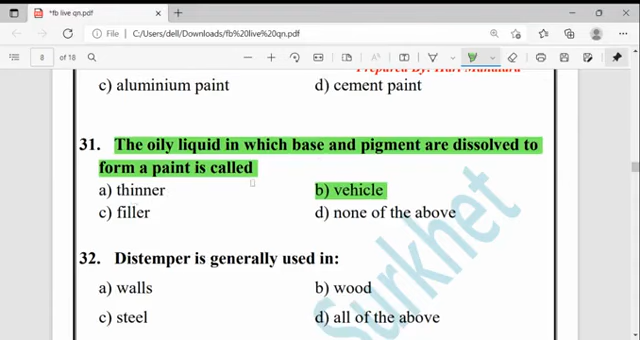 *fb live qn.pdf
File C:/Users/dell/Downloads/fb%20live%20qn.pdf
8 of 13
c) aluminium paint d) cement paint
31. The oily liquid in which base and pigment are dissolved to
form a paint is called
a) thinner b) vehicle
c) filler d) none of the above
32. Distemper is generally used in:
a) walls b) wood
c) steel d) all of the above
Surkhet